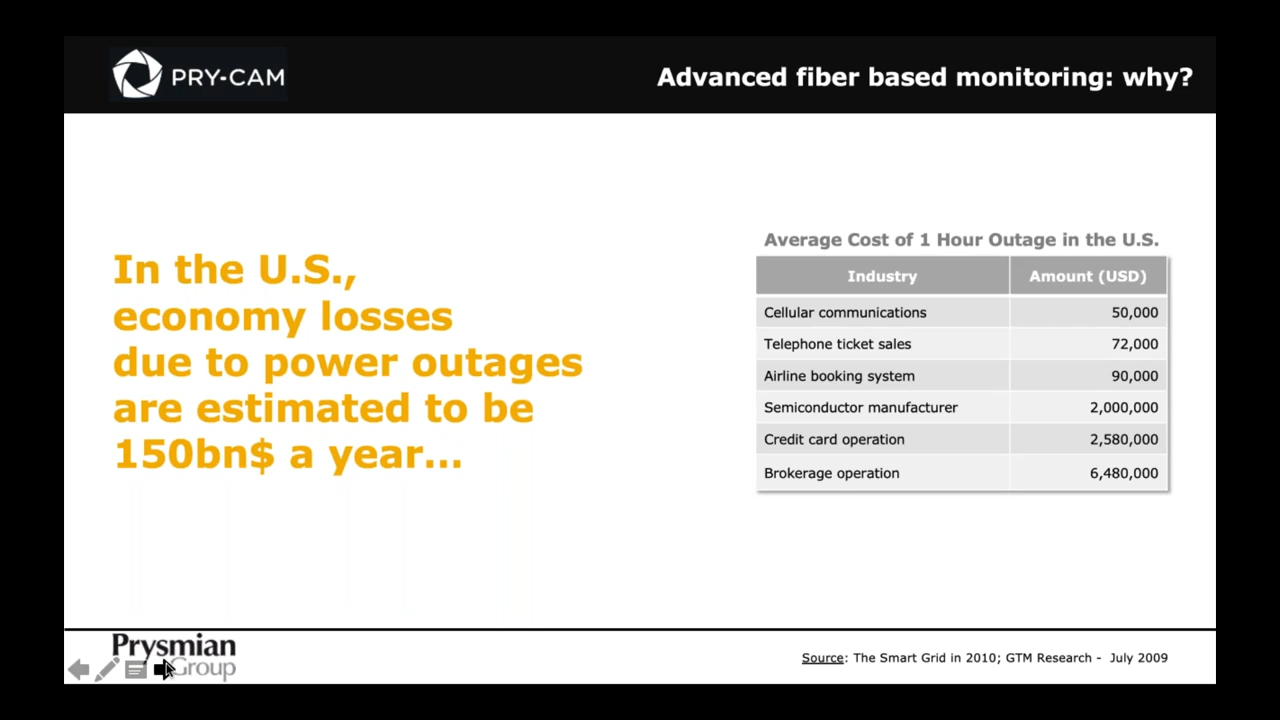 PRY-CAM
Advanced fiber based monitoring: why?
In the U.S.,
economy losses
due to power outages
are estimated to be
150bn$ a year...
Average Cost of 1 Hour Outage in the U.S.
Industry Amount (USD)
Cellular communications 50,000
Telephone ticket sales 72,000
Airline booking system 90,000
Semiconductor manufacturer 2,000,000
Credit card operation 2,580,000
Brokerage operation 6,480,000
Prysmian
Group
Source: The Smart Grid in 2010; GTM Research - July 2009